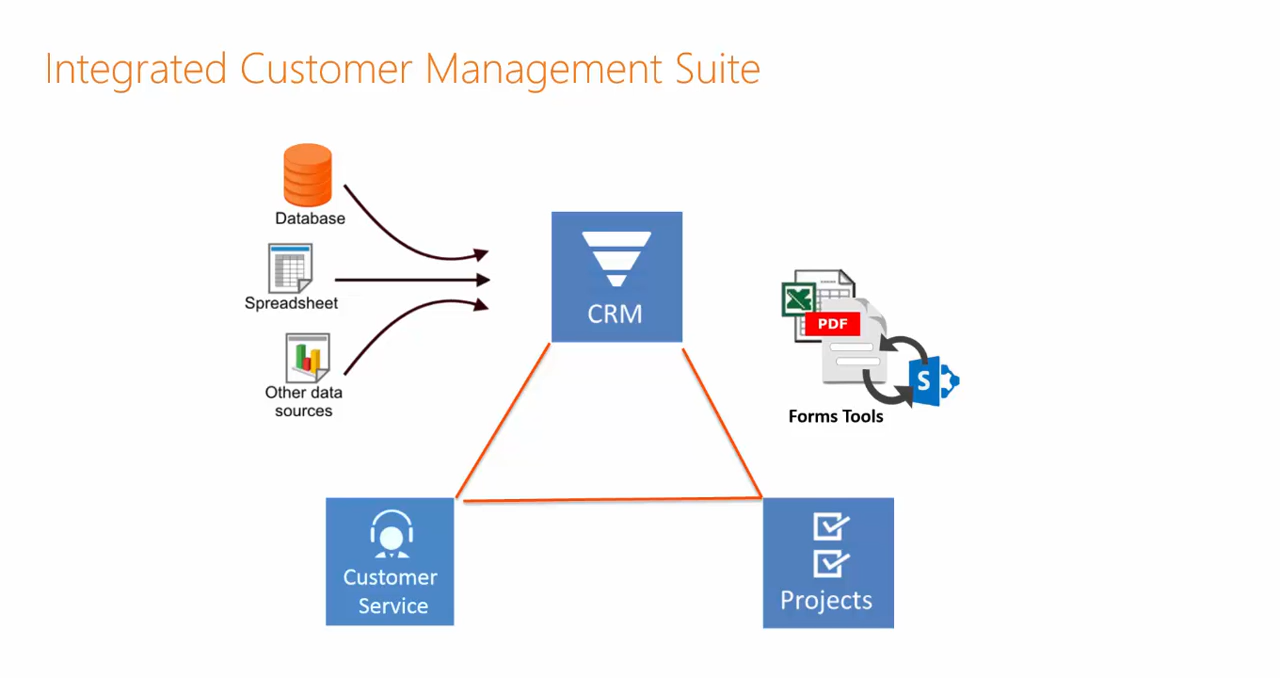 Integrated Customer Management Suite
Database
Spreadsheet
Other data
sources
CRM
PDF
S
Forms Tools
Customer
Service
Projects